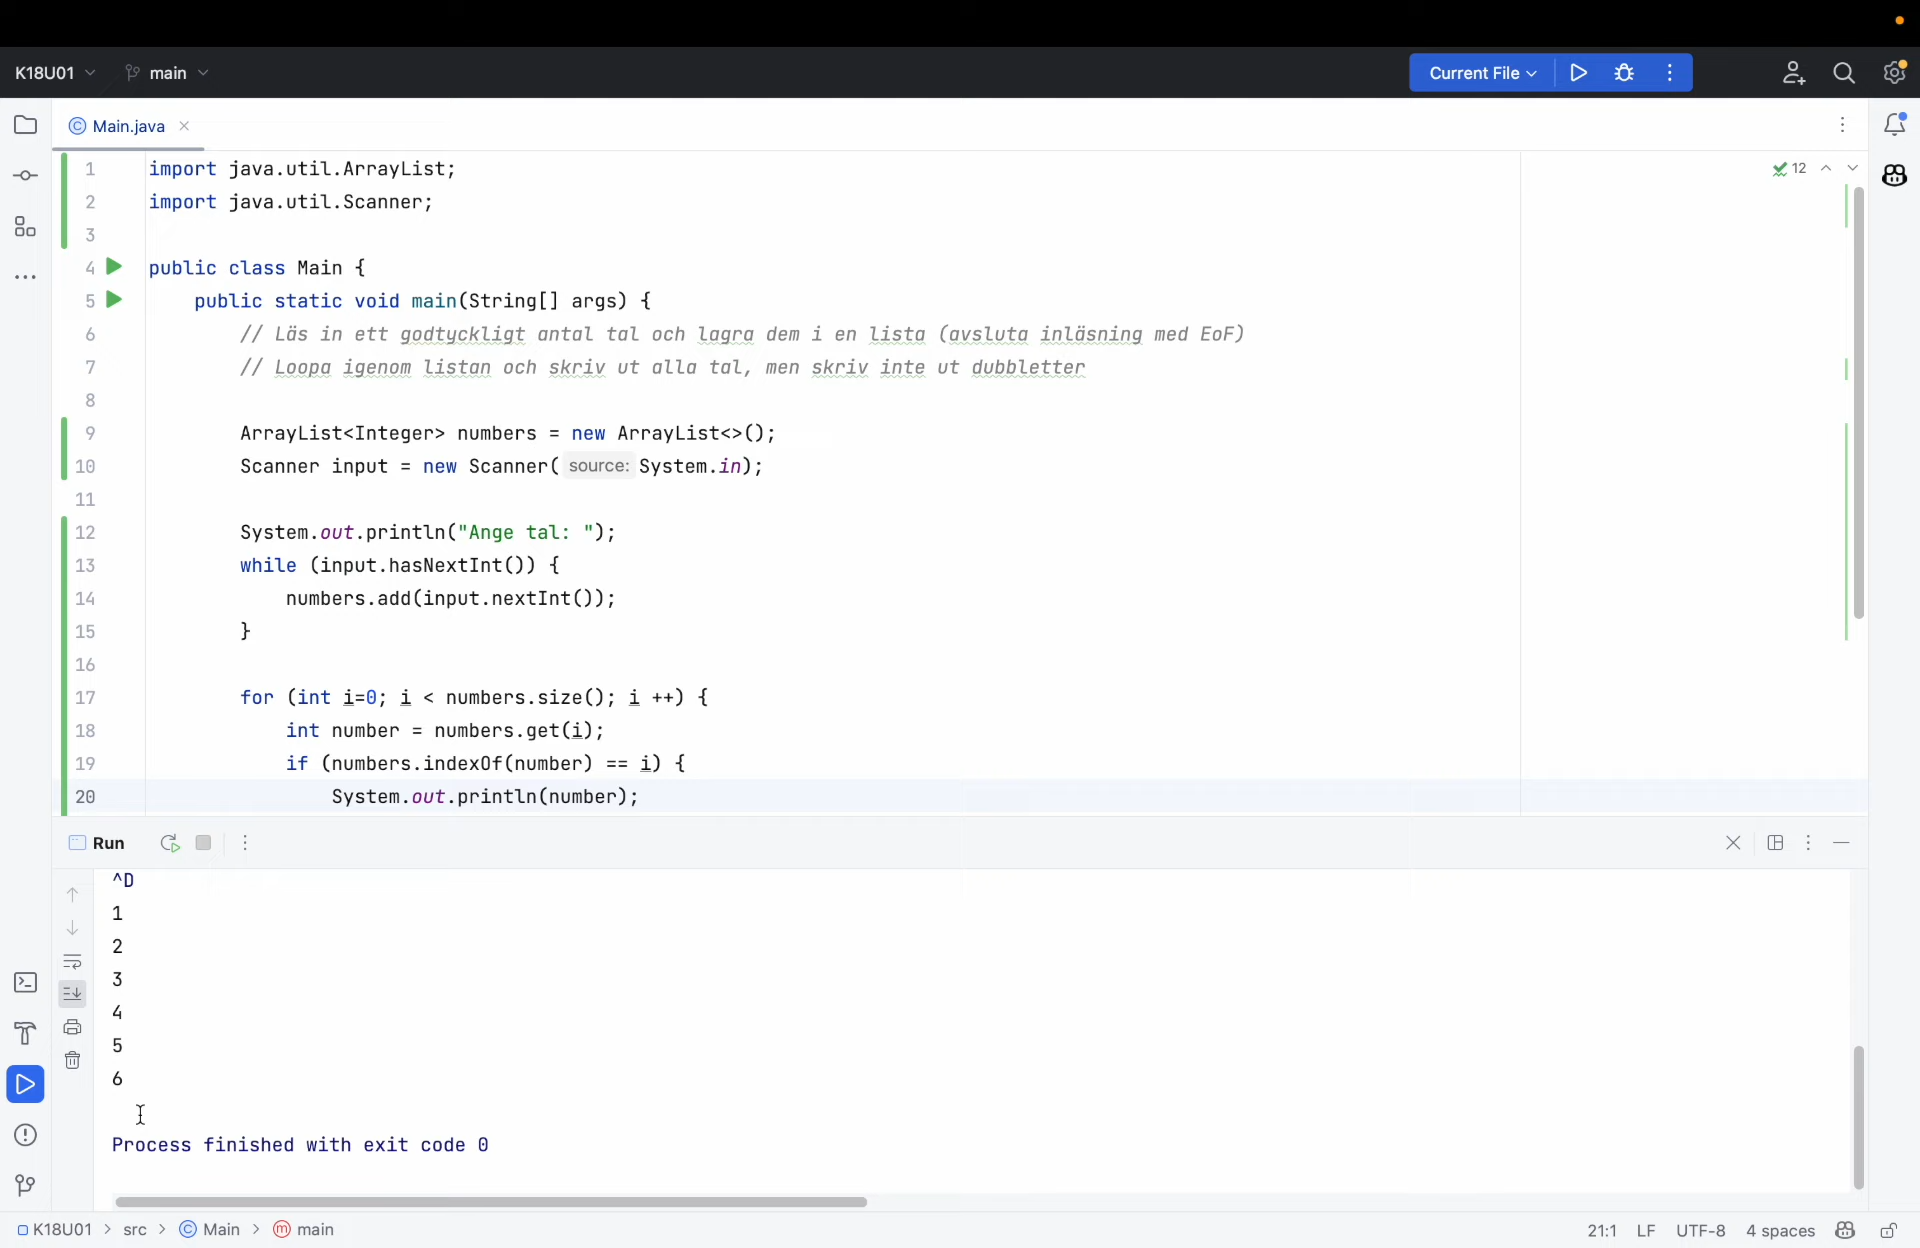 K18U01 main Current File
Main.java
1 import java.util.ArrayList;
2 import java.util.Scanner;
3
4 public class Main {
5 public static void main(String[] args) {
6 // Läs in ett godtyckligt antal tal och lagra dem i en lista (avsluta inläsning med EoF)
7 // Loopa igenom listan och skriv ut alla tal, men skriv inte ut dubbletter
8
9 ArrayList<Integer> numbers = new ArrayList<>();
10 Scanner input = new Scanner( source: System.in);
11
12 System.out.println("Ange tal: ");
13 while (input.hasNextInt()) {
14 numbers.add(input.nextInt());
15 }
16
17 for (int i=0; i < numbers.size(); i ++) {
18 int number = numbers.get(i);
19 if (numbers.indexOf(number) == i) {
20 System.out.println(number);
12
Run
^D
1
2
3
4
5
6
Process finished with exit code 0
K18U01 > src > Main > main 21:1 LF UTF-8 4 spaces